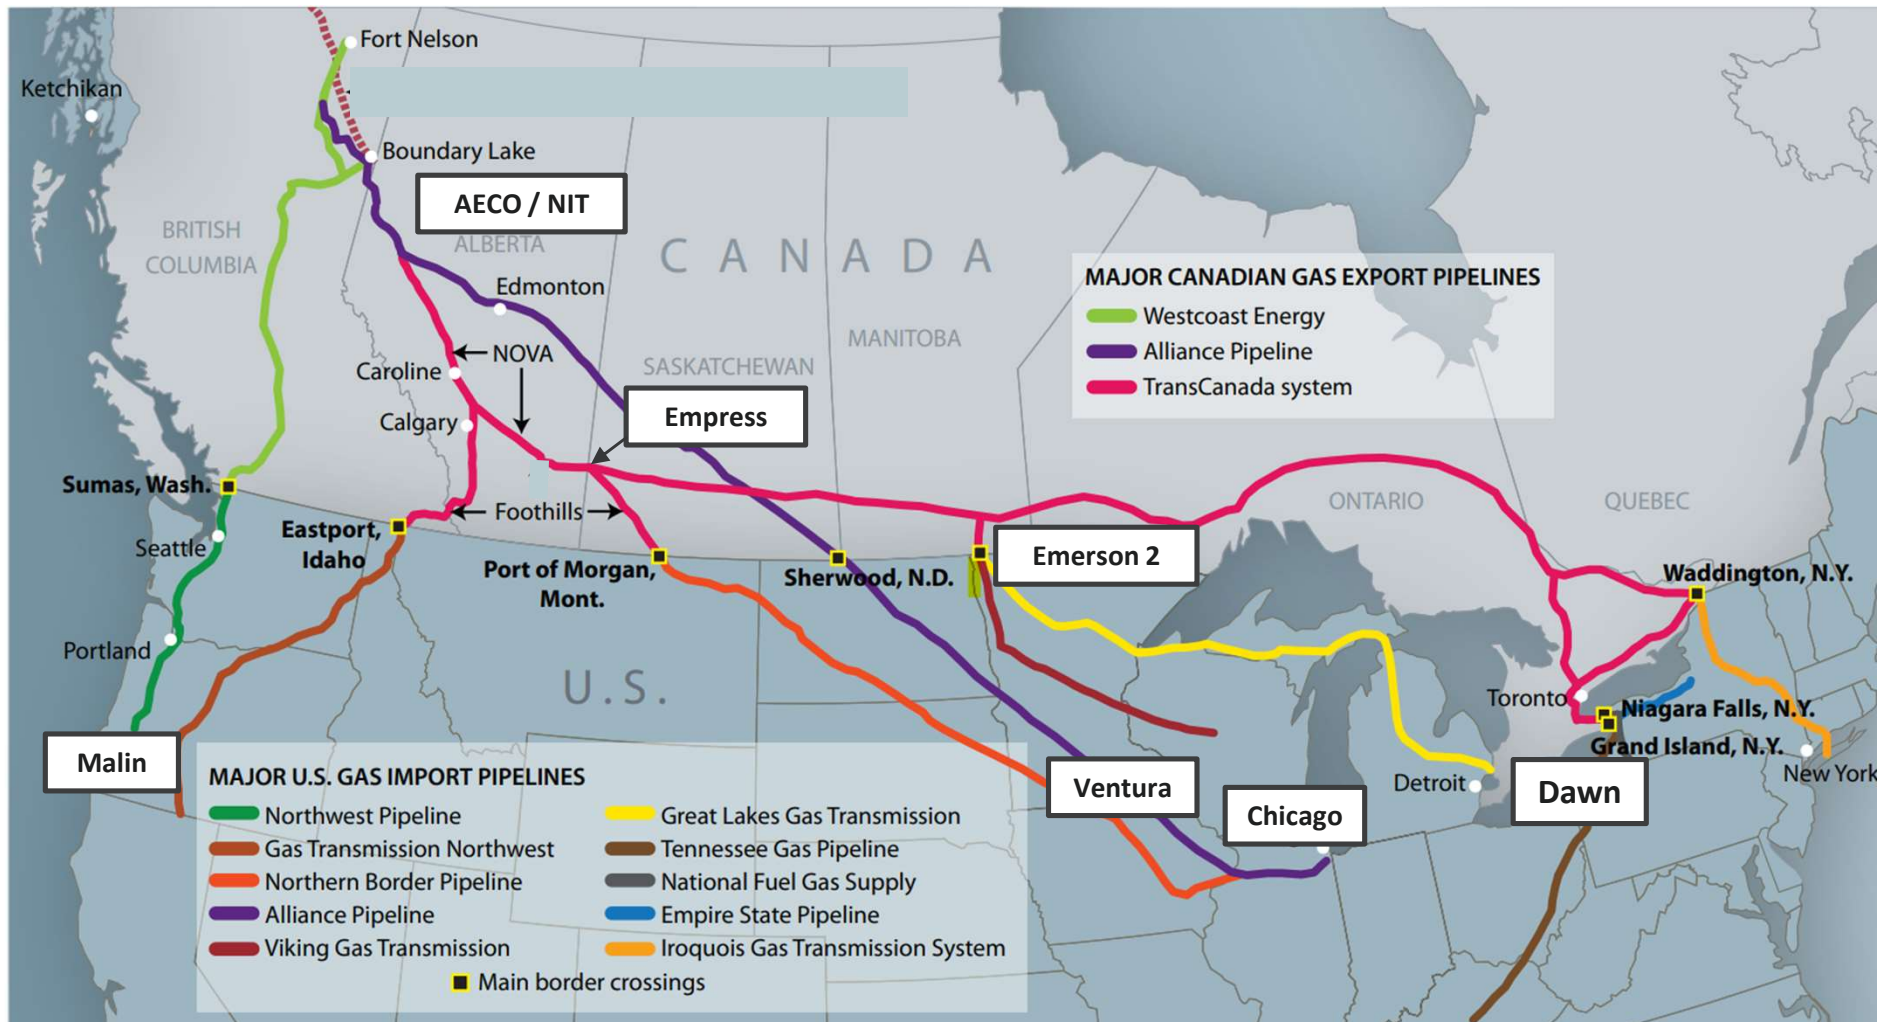 Fort Nelson
Ketchikan
Boundary Lake
AECO / NIT
BRITISH
COLUMBIA
ALBERTA
CANADA
Edmonton
MAJOR CANADIAN GAS EXPORT PIPELINES
Westcoast Energy
Alliance Pipeline
TransCanada system
MANITOBA
SASKATCHEWAN
NOVA
Caroline
Calgary
Empress
Sumas, Wash.
Foothills
ONTARIO
QUEBEC
Eastport,
Idaho
Seattle
Port of Morgan,
Mont.
Sherwood, N.D.
Emerson 2
Waddington, N.Y.
Portland
U.S.
Toronto
Niagara Falls, N.Y.
Grand Island, N.Y.
New York
Malin
Ventura
Chicago
Detroit
Dawn
MAJOR U.S. GAS IMPORT PIPELINES
Northwest Pipeline
Gas Transmission Northwest
Northern Border Pipeline
Alliance Pipeline
Viking Gas Transmission
Great Lakes Gas Transmission
Tennessee Gas Pipeline
National Fuel Gas Supply
Empire State Pipeline
Iroquois Gas Transmission System
Main border crossings